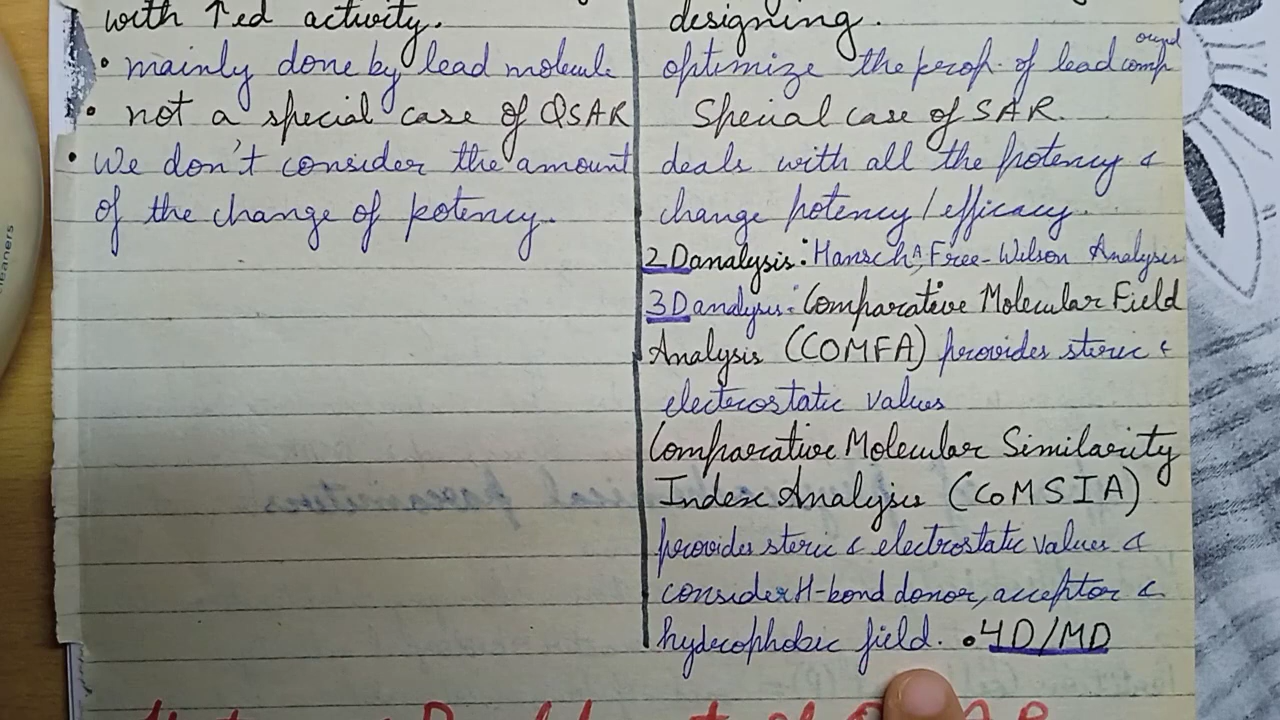 with ↑ed activity.
• mainly done by lead molecule
• not a special case of QSAR
• We don't consider the amount
of the change of potency.
designing.
optimize the prop. of lead compound
Special case of SAR.
deals with all the potency &
change potency/efficacy.
2D analysis: Hansch A, Free-Wilson Analysis
3D analysis: Comparative Molecular Field
Analysis (COMFA) provides steric &
electrostatic values
Comparative Molecular Similarity
Index Analysis (CoMSIA)
provides steric & electrostatic values &
consider H-bond donor, acceptor &
hydrophobic field. • 4D/MD
cleaners